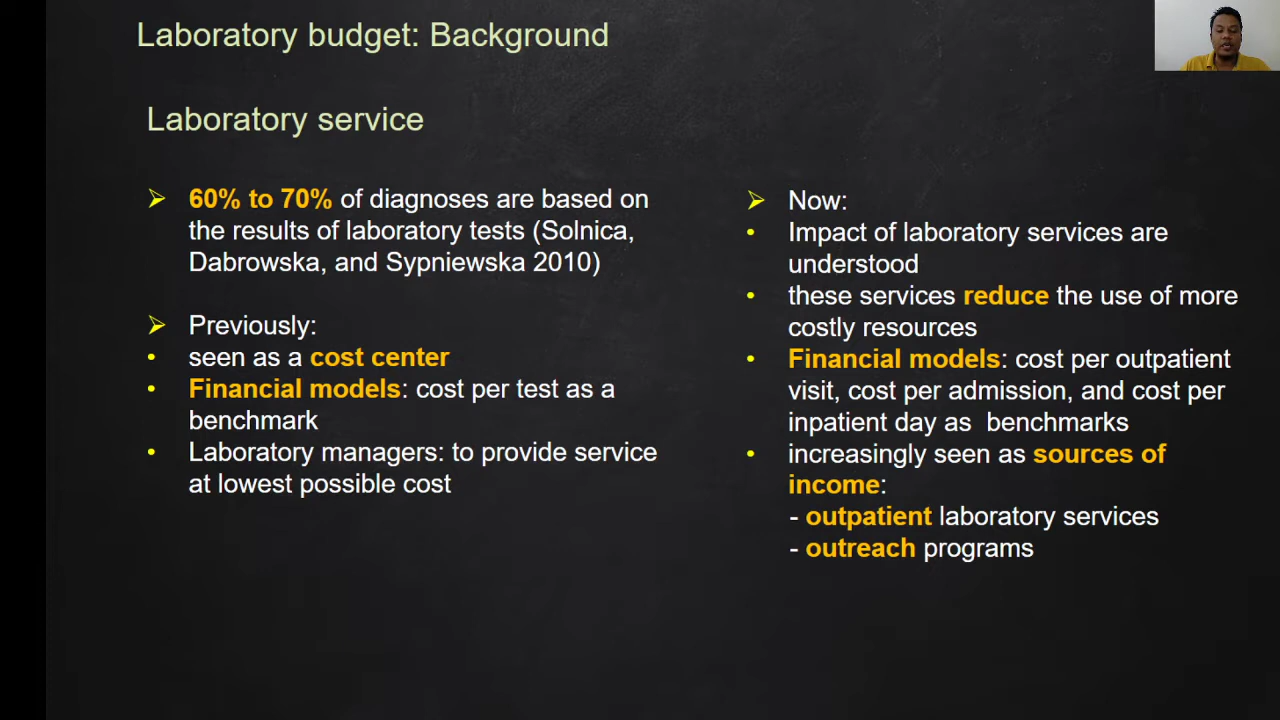 Laboratory budget: Background
Laboratory service
➢ 60% to 70% of diagnoses are based on
the results of laboratory tests (Solnica,
Dabrowska, and Sypniewska 2010)
➢ Previously:
• seen as a cost center
• Financial models: cost per test as a
benchmark
• Laboratory managers: to provide service
at lowest possible cost
➢ Now:
• Impact of laboratory services are
understood
• these services reduce the use of more
costly resources
• Financial models: cost per outpatient
visit, cost per admission, and cost per
inpatient day as benchmarks
• increasingly seen as sources of
income:
- outpatient laboratory services
- outreach programs